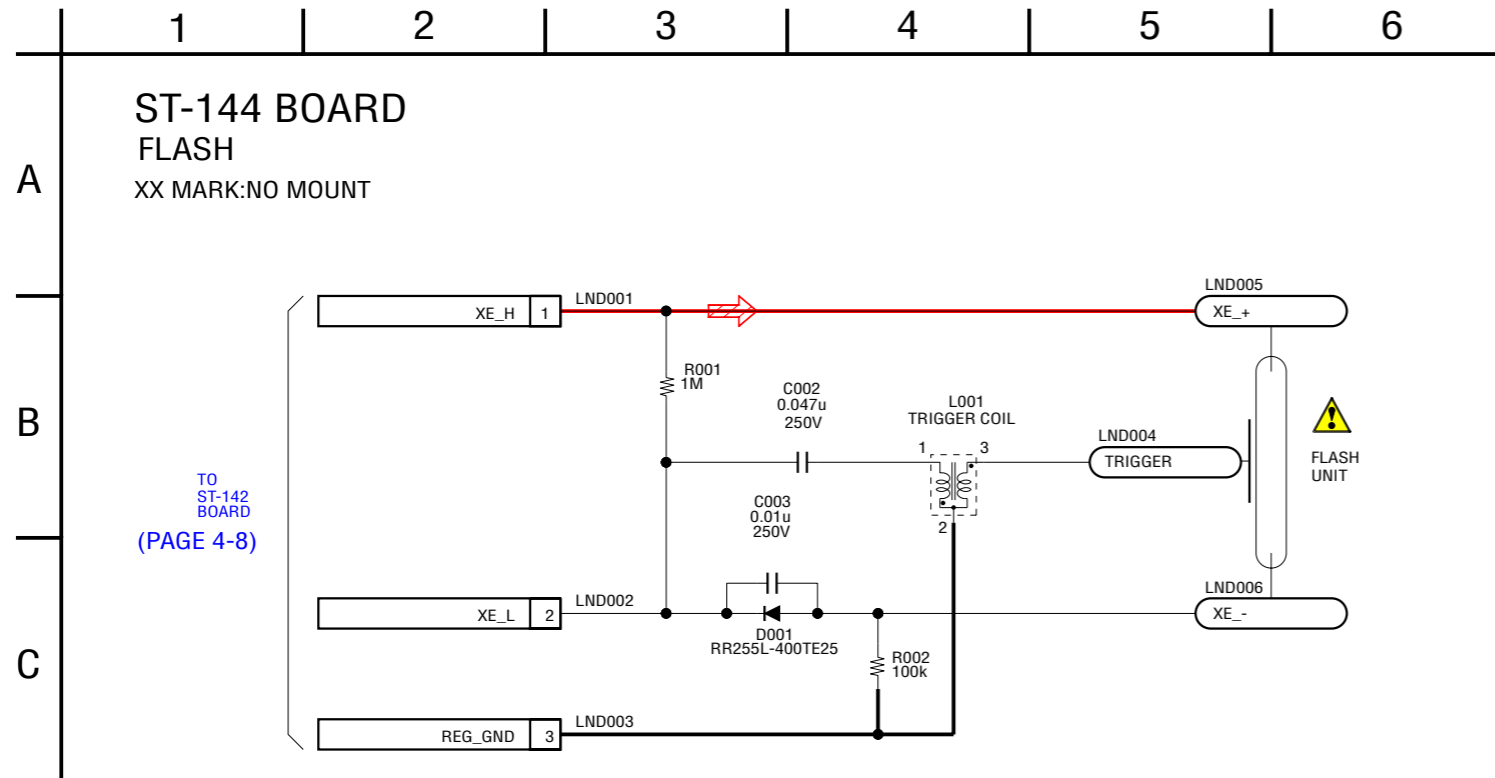 1 2 3 4 5 6
ST-144 BOARD
FLASH
A
XX MARK:NO MOUNT
LND005
LND001
XE_H 1
XE_+
R001
1M
C002
0.047u
250V
L001
TRIGGER COIL
B
1 3
LND004
TRIGGER
FLASH
UNIT
TO
ST-142
BOARD
(PAGE 4-8)
C003
0.01u
250V
2
LND006
LND002
XE_L 2
XE_-
D001
RR255L-400TE25
C
R002
100k
LND003
REG_GND 3